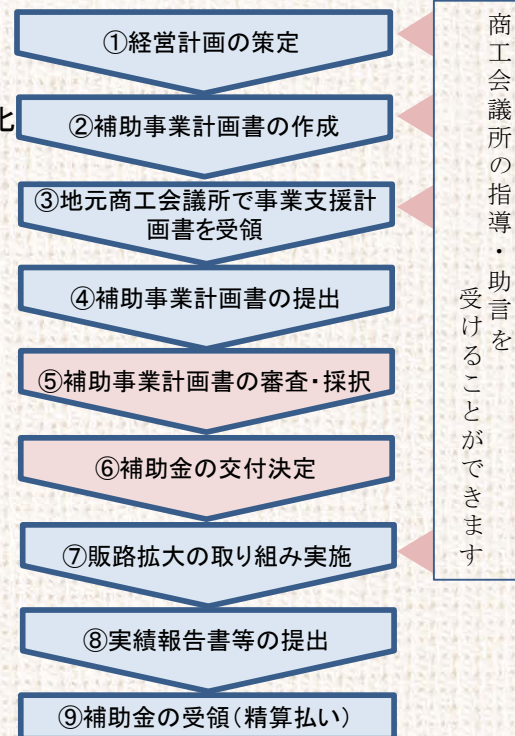 ①経営計画の策定
②補助事業計画書の作成
③地元商工会議所で事業支援計
画書を受領
④補助事業計画書の提出
⑤補助事業計画書の審査・採択
⑥補助金の交付決定
⑦販路拡大の取り組み実施
⑧実績報告書等の提出
⑨補助金の受領(精算払い)
商工会議所の指導・助言を
受けることができます